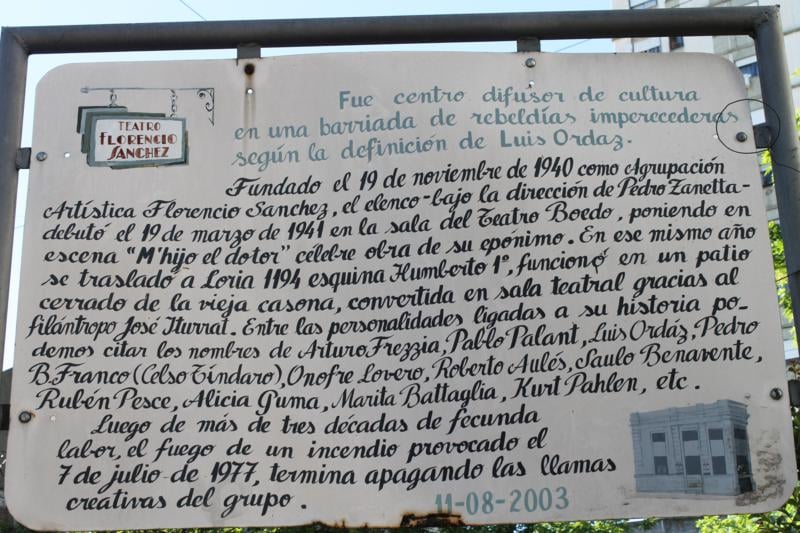 TEATRO
FLORENCIO
SANCHEZ
Fue centro difusor de cultura
en una barriada de rebeldías imperecederas
según la definición de Luis Ordaz.
Fundado el 19 de noviembre de 1940 como Agrupación
Artística Florencio Sanchez, el elenco-bajo la dirección de Pedro Zanetta-
debutó el 19 de marzo de 1941 en la sala del Teatro Boedo, poniendo en
escena "M'hijo el dotor" célebre obra de su epónimo. En ese mismo año
se trasladó a Loria 1194 esquina Humberto 1º, funcionó en un patio
cerrado de la vieja casona, convertida en sala teatral gracias al
filántropo José Iturrat. Entre las personalidades ligadas a su historia po-
demos citar los nombres de Arturo Frezzia, Pablo Palant, Luis Ordáz, Pedro
B. Franco (Celso Tíndaro), Onofre Lovero, Roberto Aulés, Saulo Benavente,
Rubén Pesce, Alicia Guma, Marita Battaglia, Kurt Pahlen, etc.
Luego de más de tres décadas de fecunda
labor, el fuego de un incendio provocado el
7 de julio de 1977, termina apagando las llamas
creativas del grupo.
11-08-2003